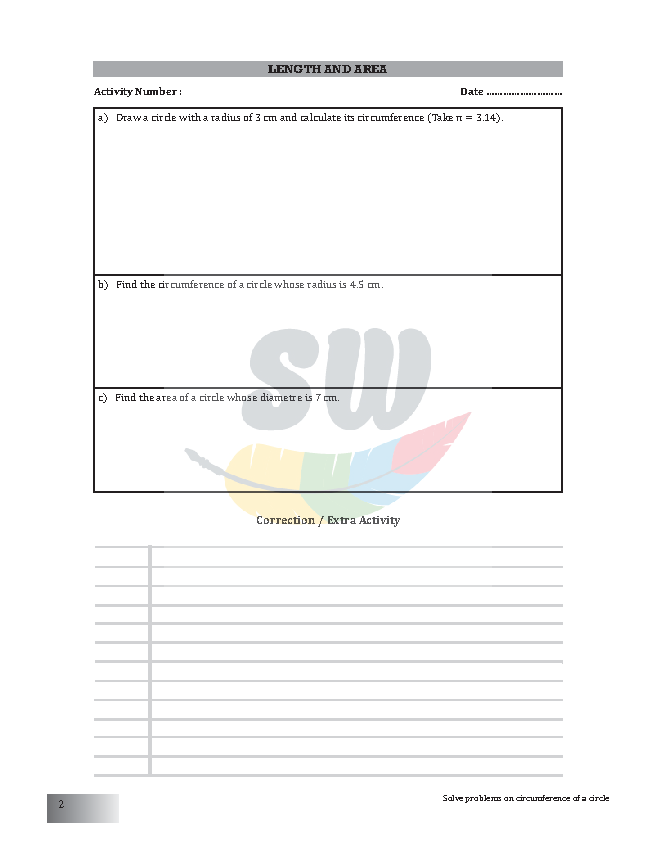 LENGTH AND AREA
Activity Number :
Date ............................
a) Draw a circle with a radius of 3 cm and calculate its circumference (Take π = 3.14).
b) Find the circumference of a circle whose radius is 4.5 cm.
SW
c) Find the area of a circle whose diametre is 7 cm.
Correction / Extra Activity
2
Solve problems on circumference of a circle